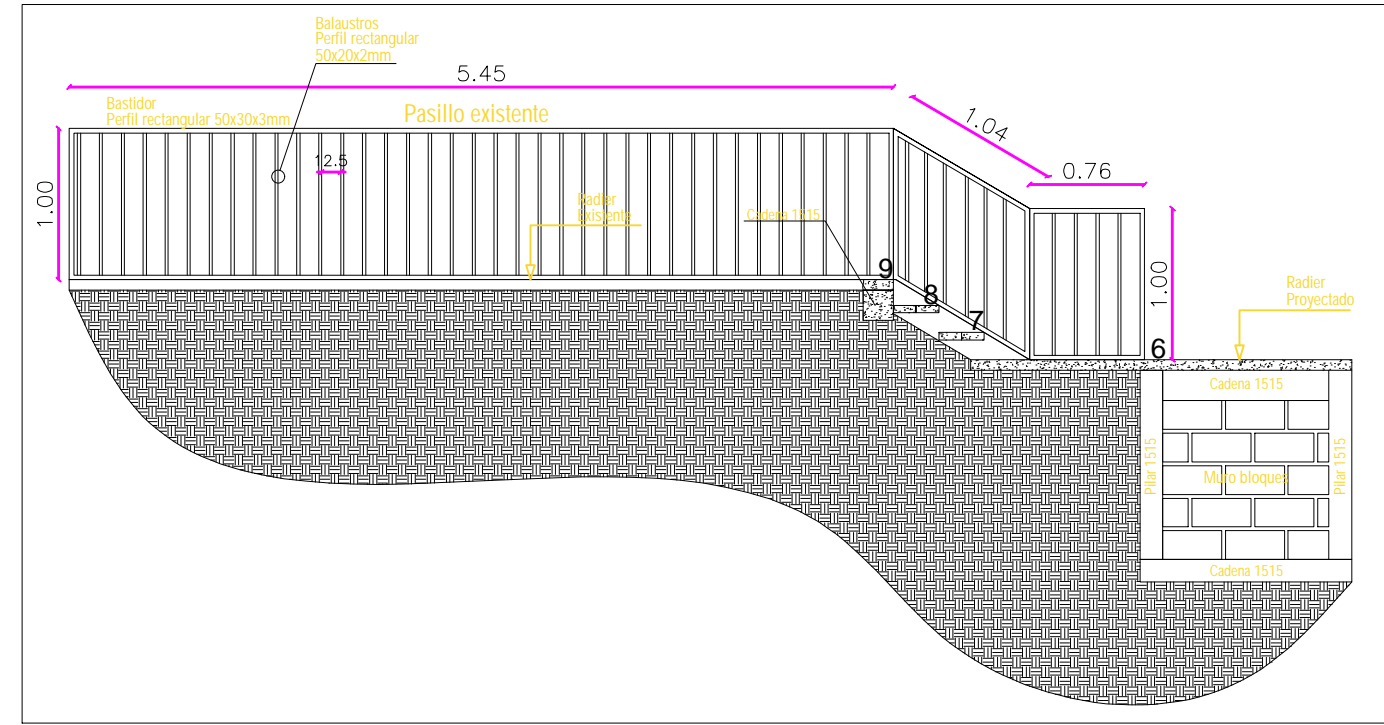 Balaustros
Perfil rectangular
50x20x2mm
5.45
Bastidor
Perfil rectangular 50x30x3mm
Pasillo existente
1.04
12.5
0.76
1.00
Radier
Existente
Cadena 1515
9
8
7
6
1.00
Radier
Proyectado
Cadena 1515
Pilar 1515
Muro bloques
Pilar 1515
Cadena 1515